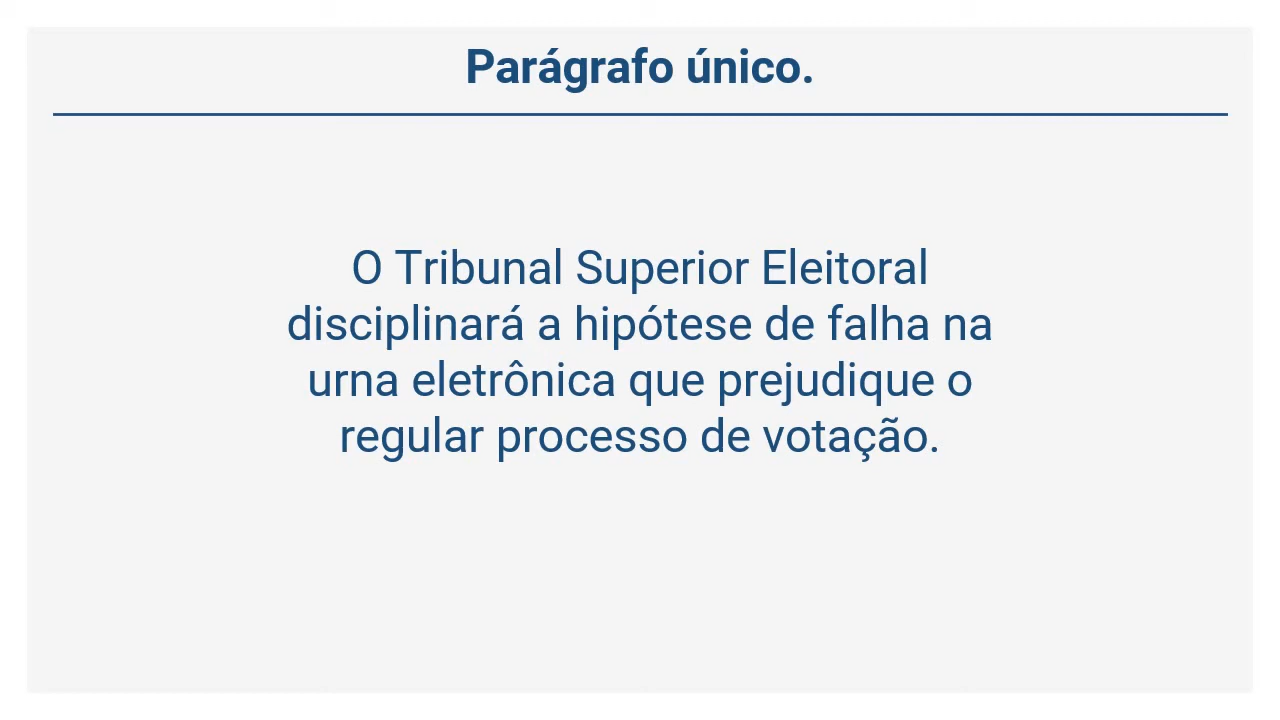 Parágrafo único.
O Tribunal Superior Eleitoral
disciplinará a hipótese de falha na
urna eletrônica que prejudique o
regular processo de votação.